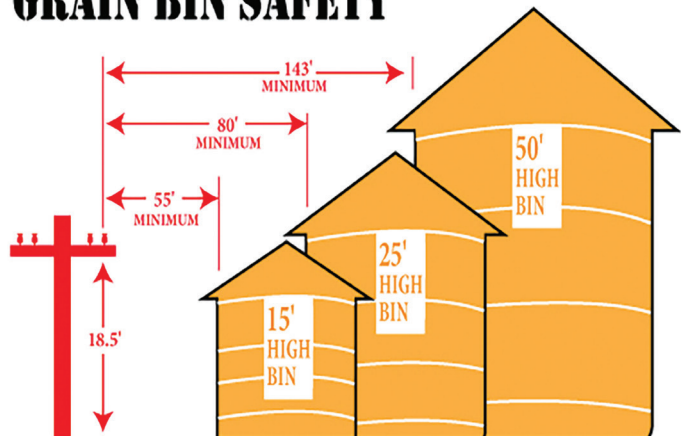 GRAIN BIN SAFETY
143'
MINIMUM
80'
MINIMUM
55'
MINIMUM
18.5'
50'
HIGH
BIN
25'
HIGH
BIN
15'
HIGH
BIN